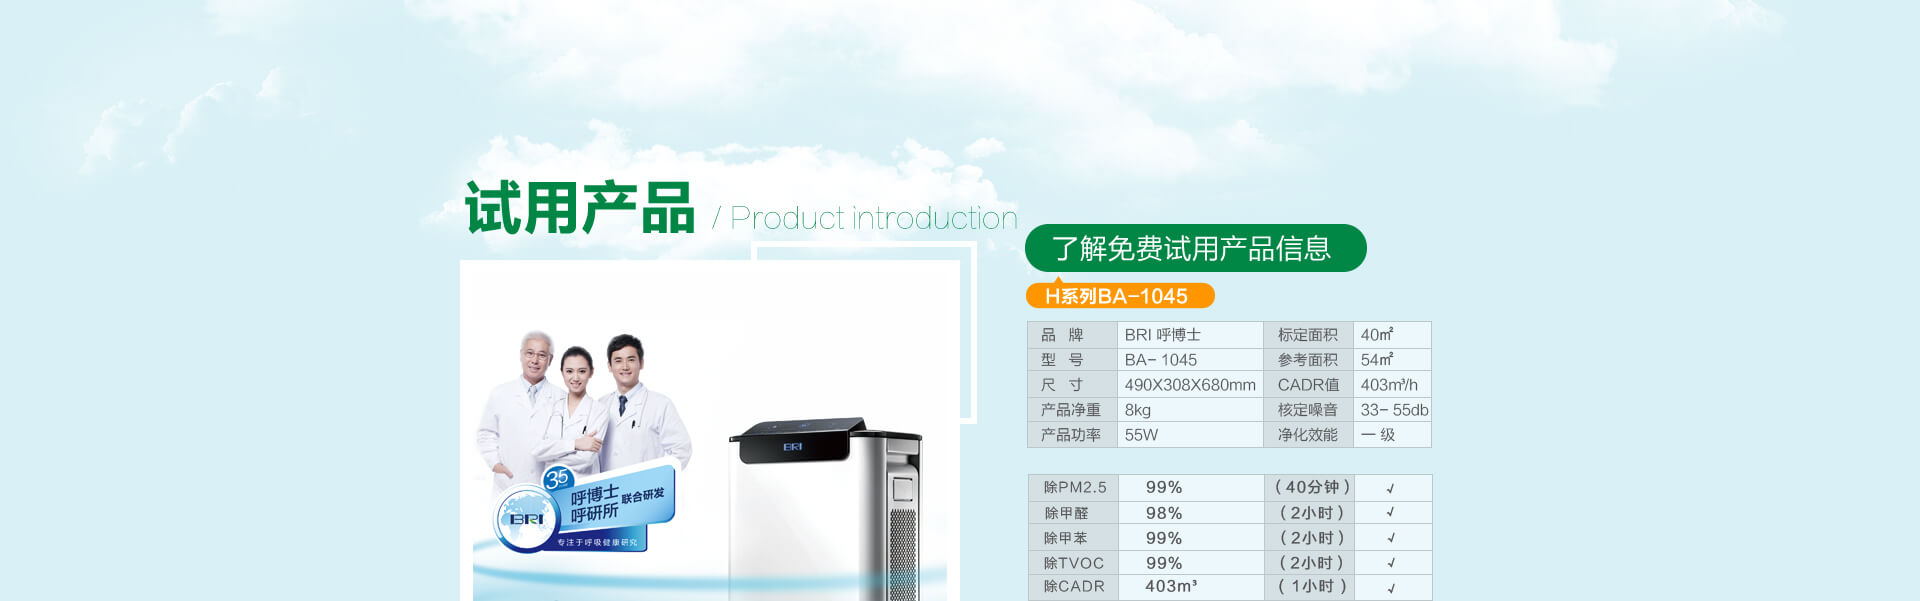 试用产品 / Product introduction
了解免费试用产品信息
H系列BA-1045
品 牌 BRI 呼博士 标定面积 40㎡
型 号 BA- 1045 参考面积 54㎡
尺 寸 490X308X680mm CADR值 403m³/h
产品净重 8kg 核定噪音 33- 55db
产品功率 55W 净化效能 一 级
BRI
35
呼博士
呼研所
联合研发
BRI
专注于呼吸健康研究
除PM2.5 99% (40分钟) √
除甲醛 98% (2小时) √
除甲苯 99% (2小时) √
除TVOC 99% (2小时) √
除CADR 403m³ (1小时) √